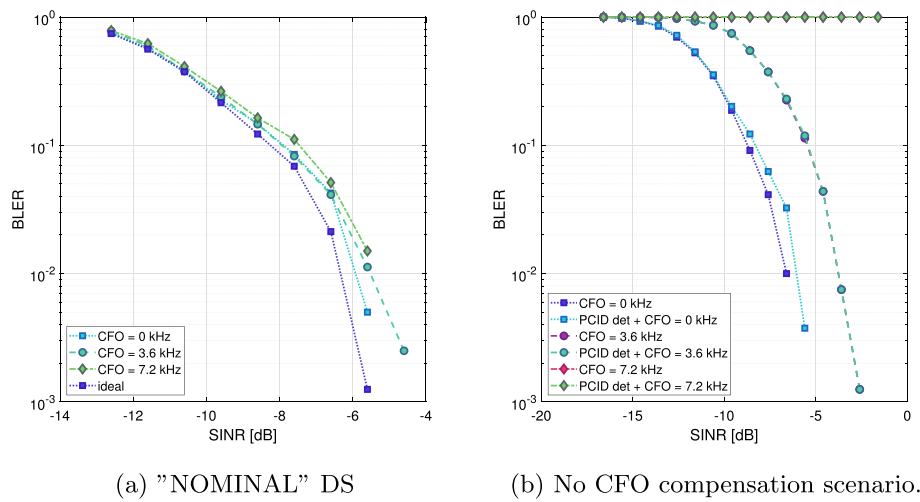 10^0
10^-1
10^-2
10^-3
BLER
-14
-12
-10
-8
-6
-4
SINR [dB]
CFO = 0 kHz
CFO = 3.6 kHz
CFO = 7.2 kHz
ideal
(a) "NOMINAL" DS
10^0
10^-1
10^-2
10^-3
BLER
-20
-15
-10
-5
0
SINR [dB]
CFO = 0 kHz
PCID det + CFO = 0 kHz
CFO = 3.6 kHz
PCID det + CFO = 3.6 kHz
CFO = 7.2 kHz
PCID det + CFO = 7.2 kHz
(b) No CFO compensation scenario.